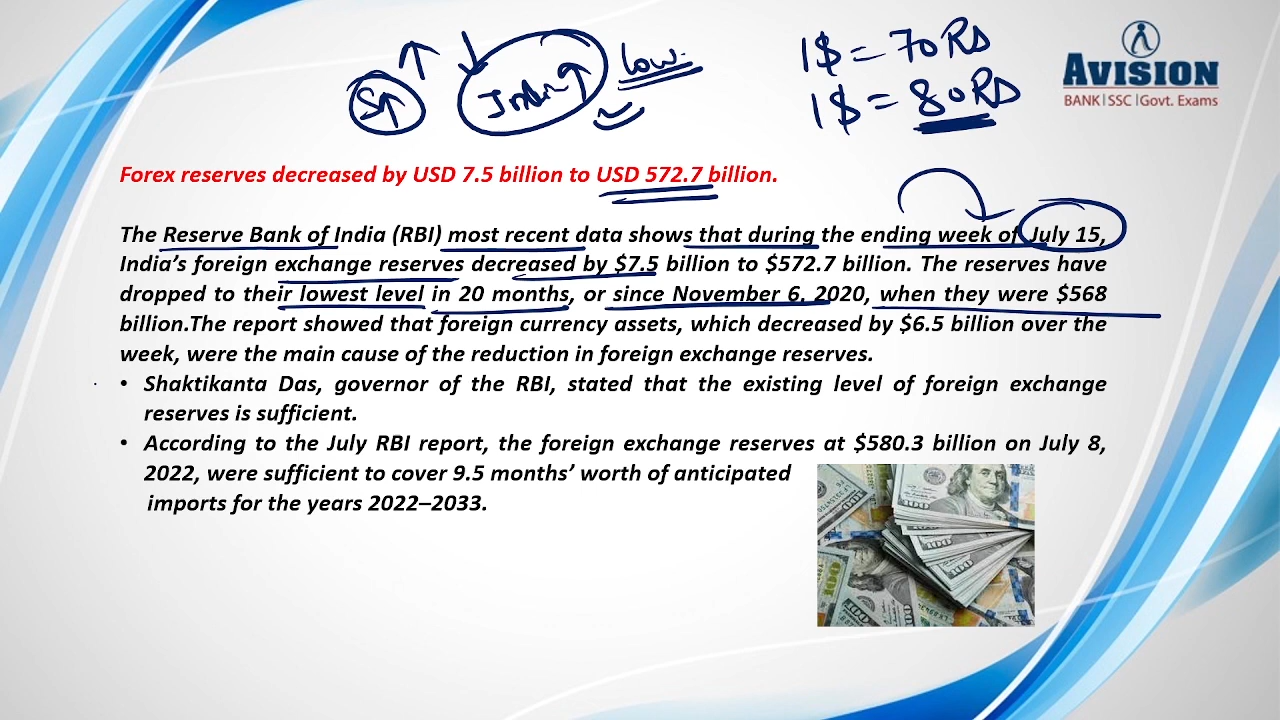 $↑ ↑ ↓ India↑ low.
1$ = 70 RS
1$ = 80 RS
AVISION
BANK|SSC|Govt. Exams
Forex reserves decreased by USD 7.5 billion to USD 572.7 billion.
The Reserve Bank of India (RBI) most recent data shows that during the ending week of July 15,
India’s foreign exchange reserves decreased by $7.5 billion to $572.7 billion. The reserves have
dropped to their lowest level in 20 months, or since November 6, 2020, when they were $568
billion.The report showed that foreign currency assets, which decreased by $6.5 billion over the
week, were the main cause of the reduction in foreign exchange reserves.
• Shaktikanta Das, governor of the RBI, stated that the existing level of foreign exchange
reserves is sufficient.
• According to the July RBI report, the foreign exchange reserves at $580.3 billion on July 8,
2022, were sufficient to cover 9.5 months’ worth of anticipated
imports for the years 2022–2033.